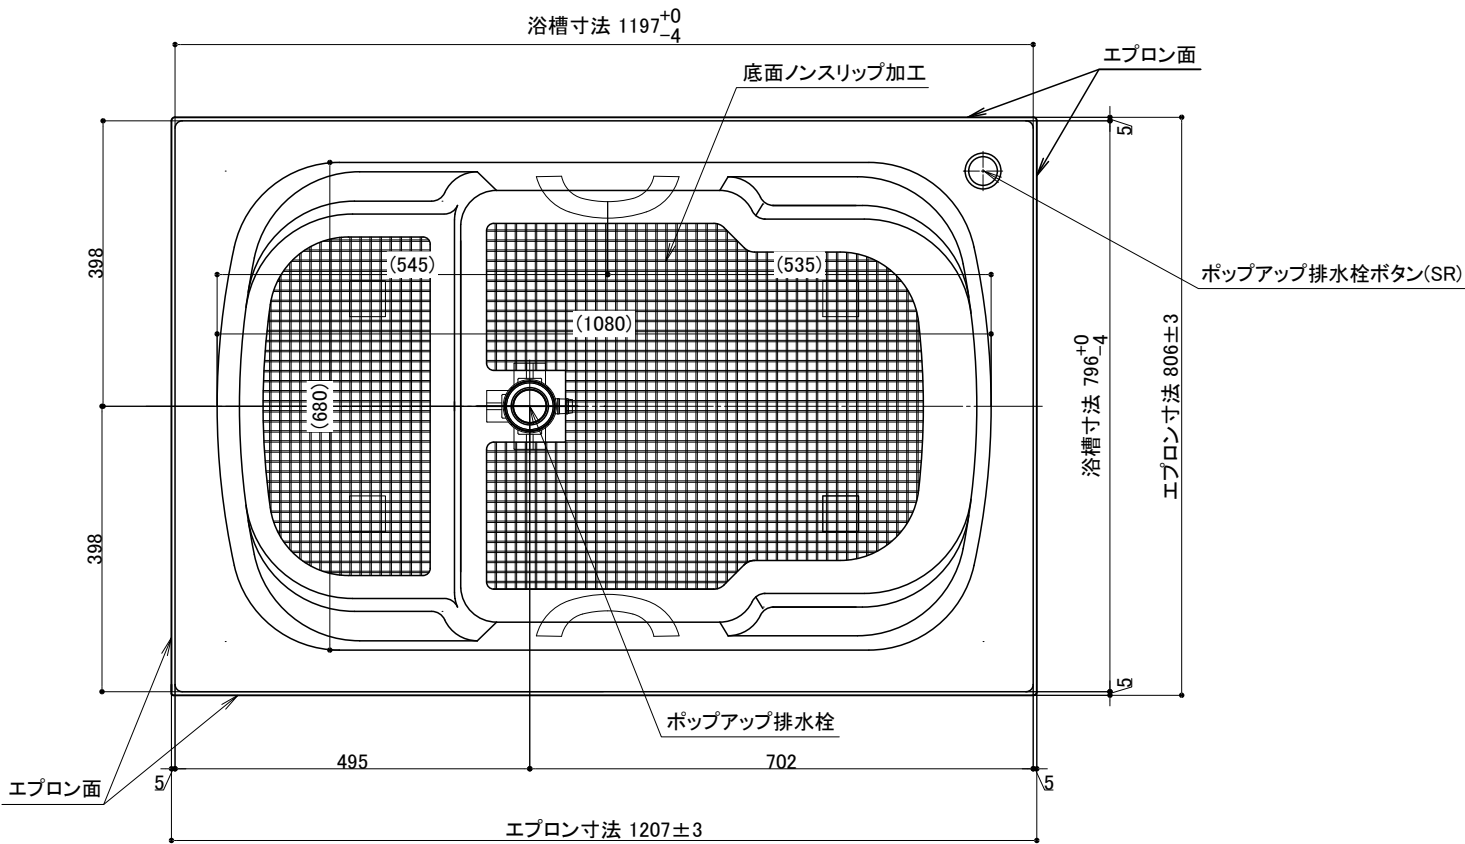 浴槽寸法 1197+0-4
エプロン面
底面ノンスリップ加工
5
398
(545)
(535)
ポップアップ排水栓ボタン(SR)
(1080)
浴槽寸法 796+0-4
エプロン寸法 806±3
(680)
398
5
ポップアップ排水栓
495
702
5
5
エプロン面
エプロン寸法 1207±3